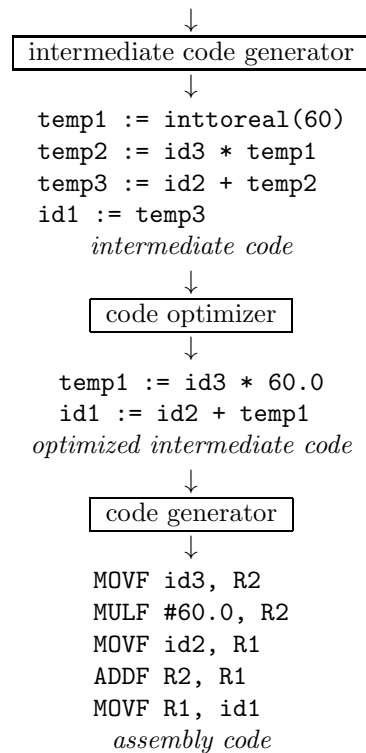 ↓
intermediate code generator
↓
temp1 := inttoreal(60)
temp2 := id3 * temp1
temp3 := id2 + temp2
id1 := temp3
intermediate code
↓
code optimizer
↓
temp1 := id3 * 60.0
id1 := id2 + temp1
optimized intermediate code
↓
code generator
↓
MOVF id3, R2
MULF #60.0, R2
MOVF id2, R1
ADDF R2, R1
MOVF R1, id1
assembly code